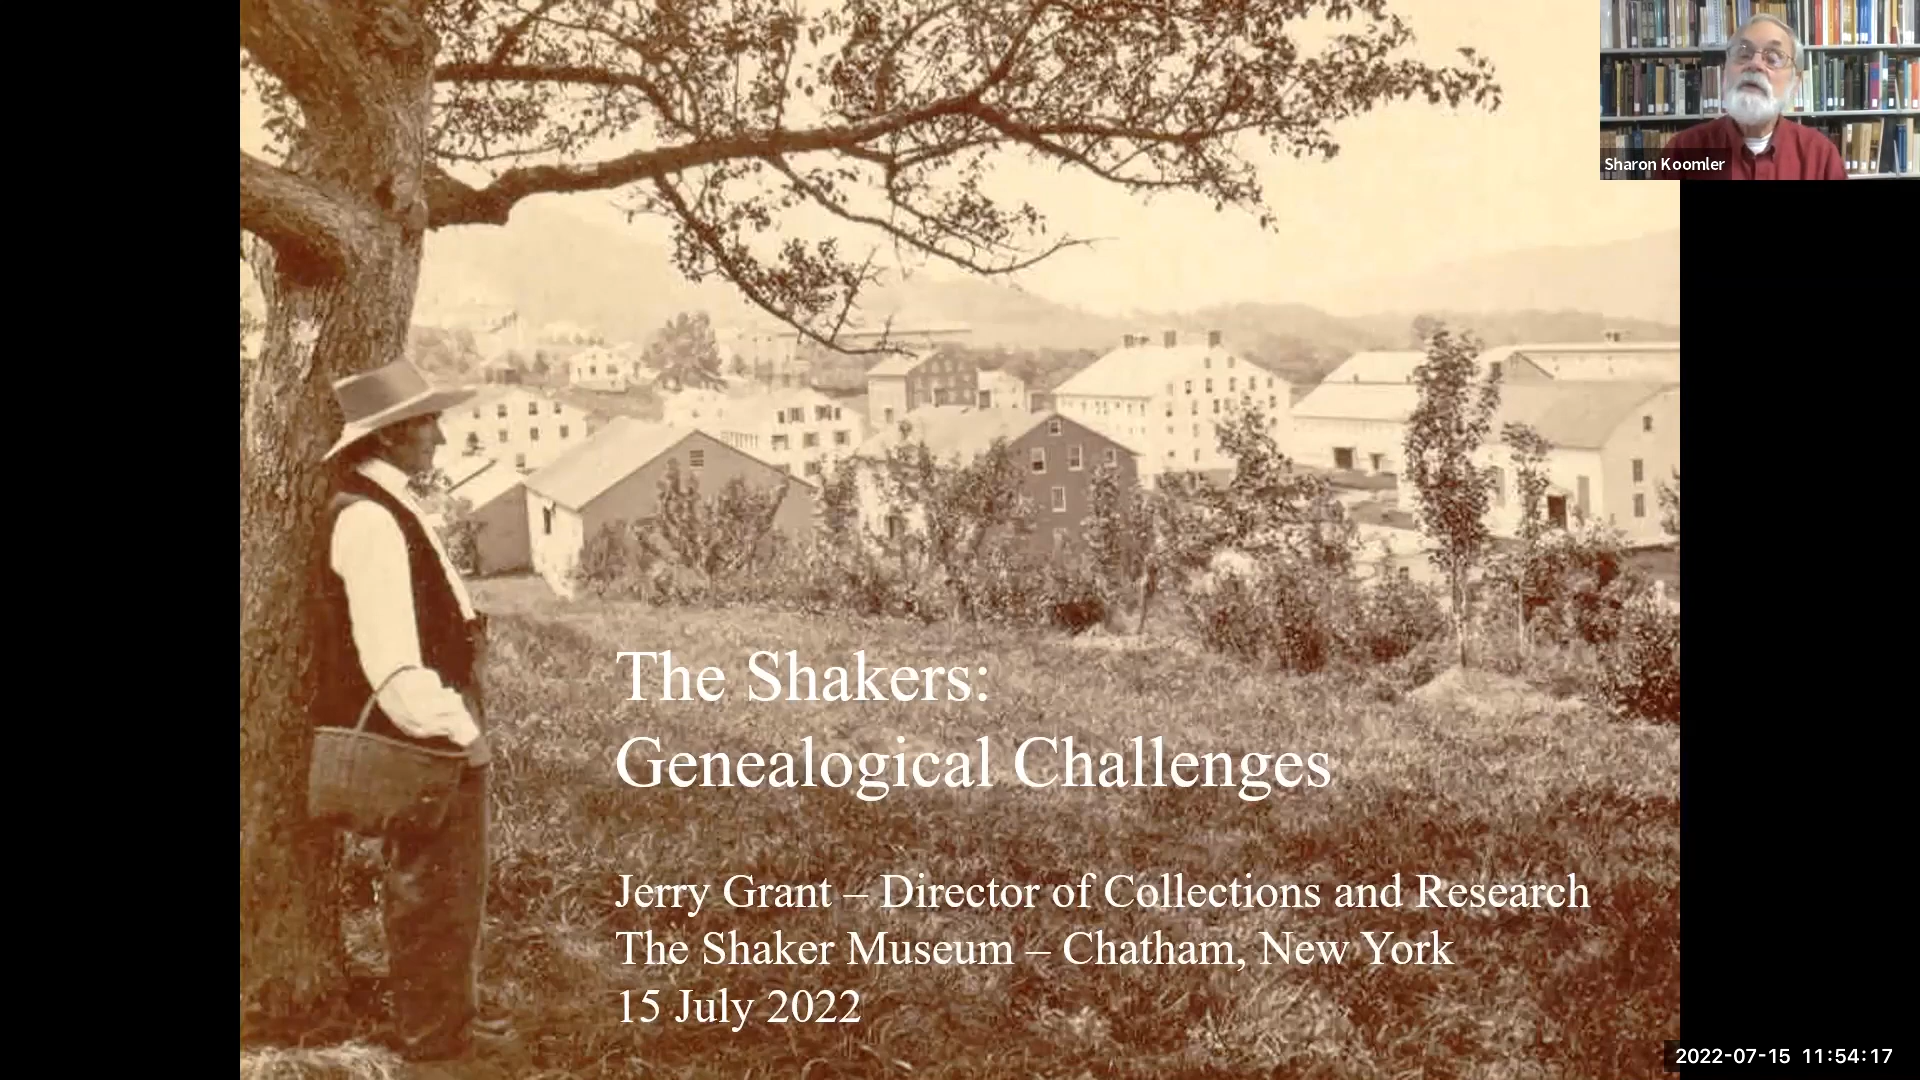 Sharon Koomler
The Shakers:
Genealogical Challenges
Jerry Grant – Director of Collections and Research
The Shaker Museum – Chatham, New York
15 July 2022
2022-07-15 11:54:17